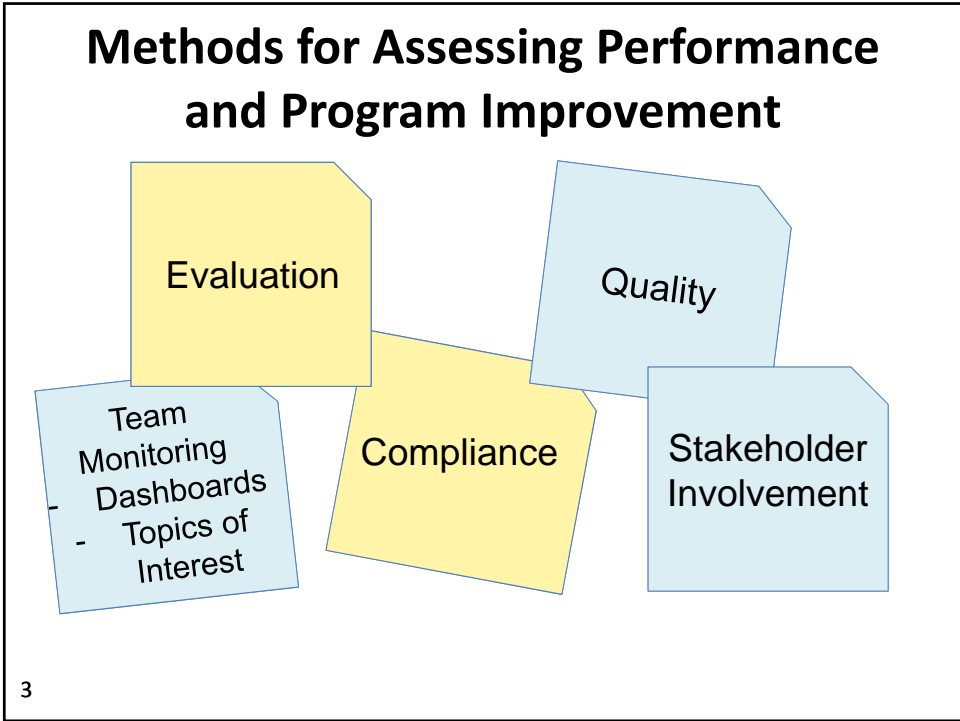 Methods for Assessing Performance
and Program Improvement
Evaluation
Quality
Team
Monitoring
- Dashboards
- Topics of
Interest
Compliance
Stakeholder
Involvement
3